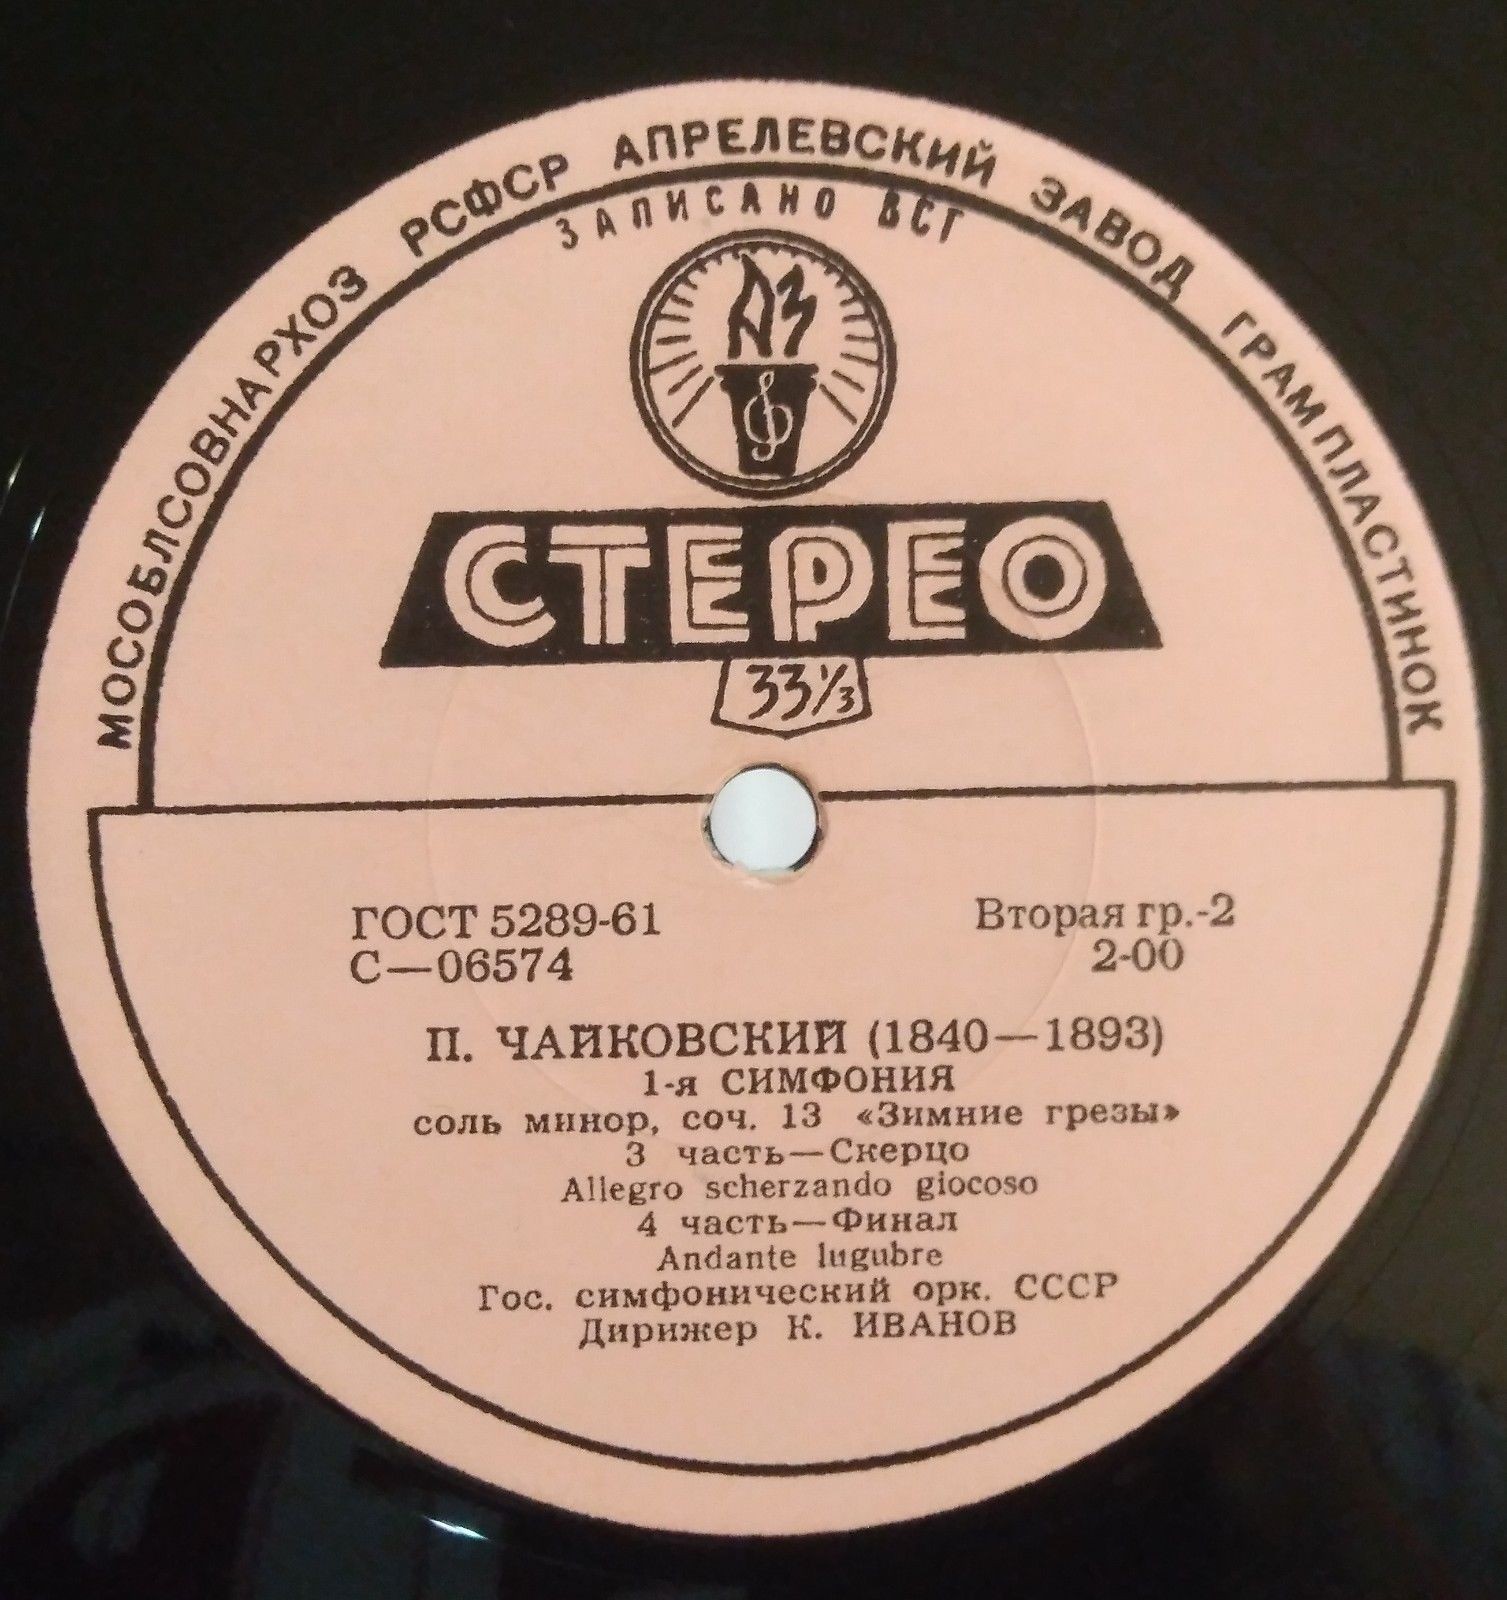 МОСОБЛСОВНАРХОЗ РСФСР АПРЕЛЕВСКИЙ ЗАВОД ГРАМПЛАСТИНОК
ЗАПИСАНО ВСГ
АЗ
СТЕРЕО
33⅓
ГОСТ 5289-61 Вторая гр.-2
С—06574 2-00
П. ЧАЙКОВСКИЙ (1840—1893)
1-я СИМФОНИЯ
соль минор, соч. 13 «Зимние грезы»
3 часть—Скерцо
Allegro scherzando giocoso
4 часть—Финал
Andante lugubre
Гос. симфонический орк. СССР
Дирижер К. ИВАНОВ